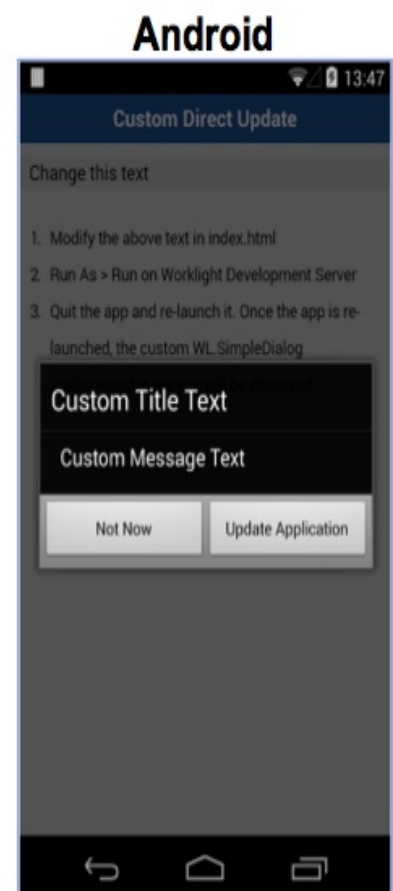 Android
13:47
Custom Direct Update
Change this text
1. Modify the above text in index.html
2. Run As > Run on Worklight Development Server
3. Quit the app and re-launch it. Once the app is re-
launched, the custom WL.SimpleDialog
Custom Title Text
Custom Message Text
Not Now
Update Application